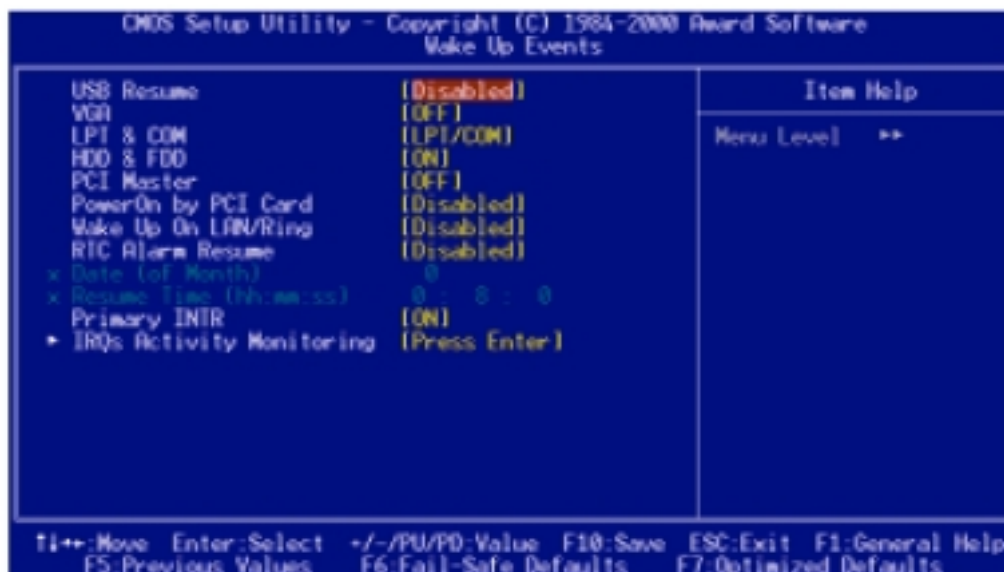 CMOS Setup Utility - Copyright (C) 1984-2000 Award Software
Wake Up Events
USB Resume [Disabled]
VGA [OFF]
LPT & COM [LPT/COM]
HDD & FDD [ON]
PCI Master [OFF]
PowerOn by PCI Card [Disabled]
Wake Up On LAN/Ring [Disabled]
RTC Alarm Resume [Disabled]
x Date (of Month) 0
x Resume Time (hh:mm:ss) 0 : 8 : 0
Primary INTR [ON]
► IRQs Activity Monitoring [Press Enter]
Item Help
Menu Level ►►
↑↓→←:Move Enter:Select +/-/PU/PD:Value F10:Save ESC:Exit F1:General Help
F5:Previous Values F6:Fail-Safe Defaults F7:Optimized Defaults